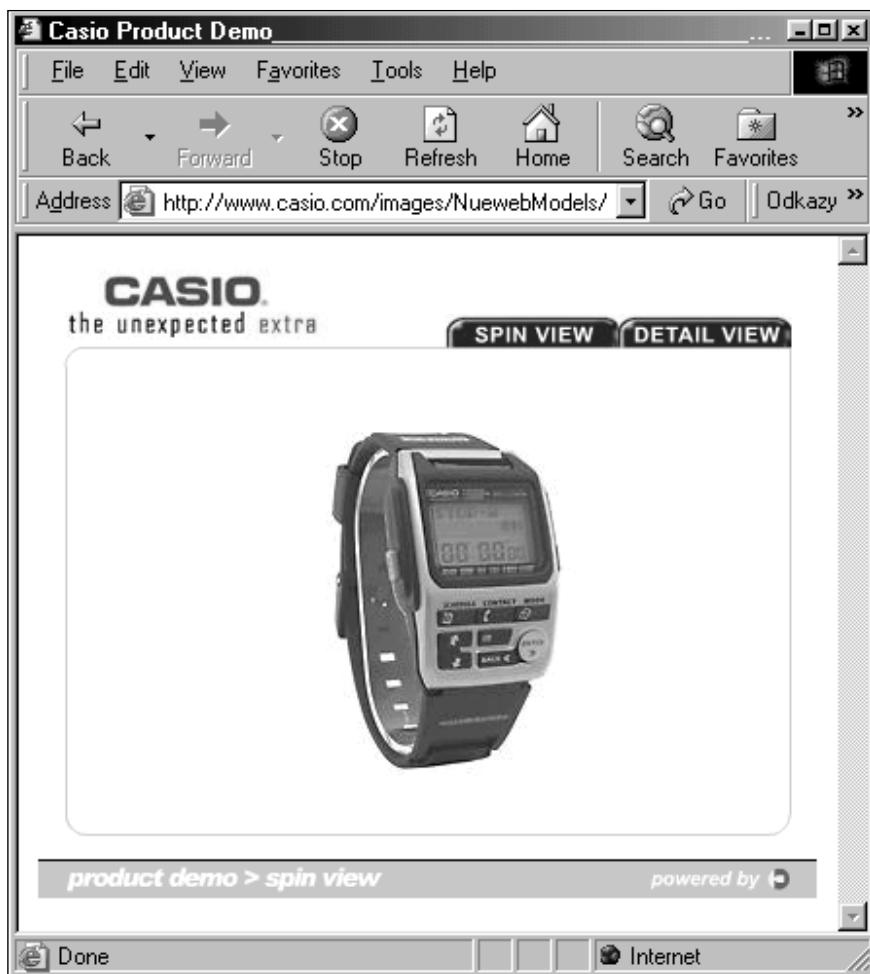 Casio Product Demo ...
File Edit View Favorites Tools Help
Back Forward Stop Refresh Home Search Favorites »
Address http://www.casio.com/images/NuewebModels/ Go Odkazy »
CASIO
the unexpected extra
SPIN VIEW DETAIL VIEW
CASIO
SCHEDULE CONTACT MODE
ENTER
BACK
product demo > spin view powered by
Done Internet